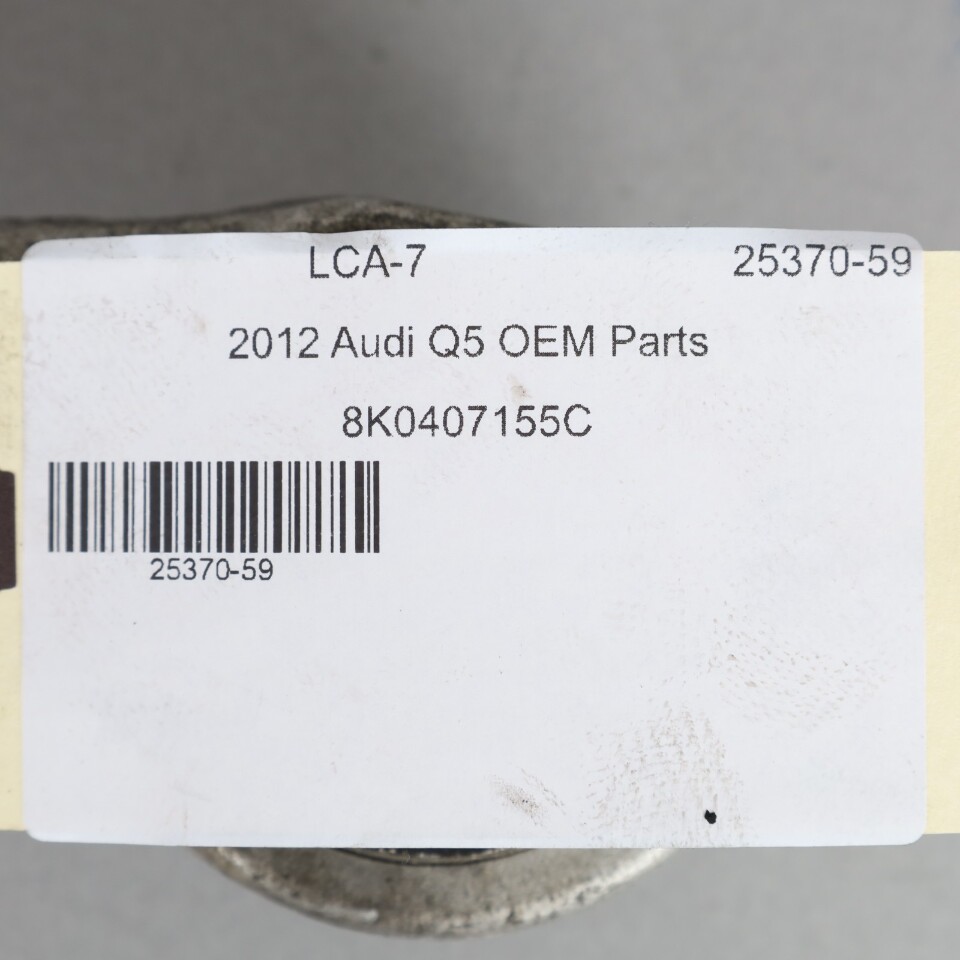 LCA-7 25370-59
2012 Audi Q5 OEM Parts
8K0407155C
25370-59